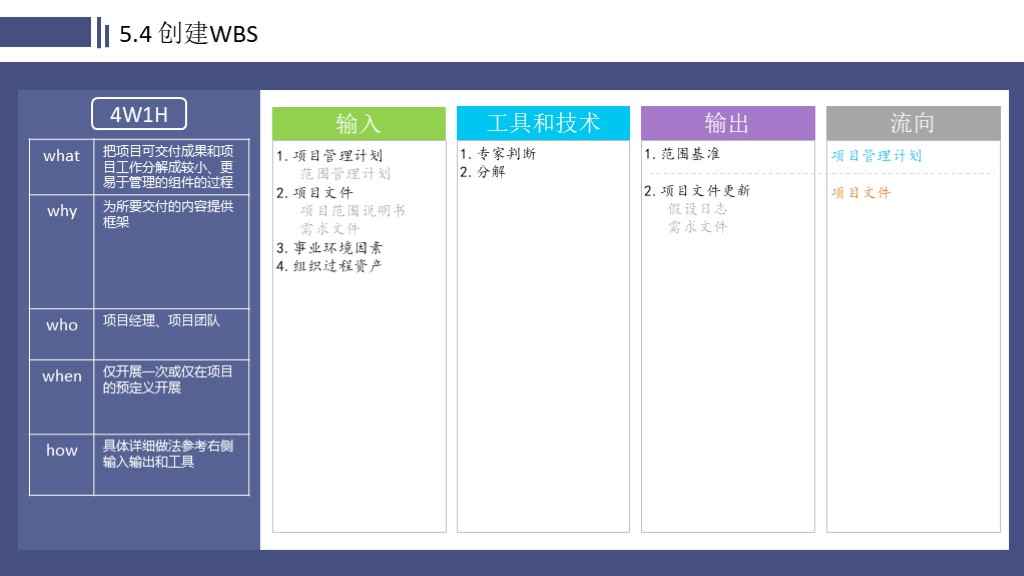 5.4 创建WBS
4W1H
what
把项目可交付成果和项
目工作分解成较小、更
易于管理的组件的过程
why
为所要交付的内容提供
框架
who
项目经理、项目团队
when
仅开展一次或仅在项目
的预定义开展
how
具体详细做法参考右侧
输入输出和工具
输入
1. 项目管理计划
范围管理计划
2. 项目文件
项目范围说明书
需求文件
3. 事业环境因素
4. 组织过程资产
工具和技术
1. 专家判断
2. 分解
输出
1. 范围基准
2. 项目文件更新
假设日志
需求文件
流向
项目管理计划
项目文件